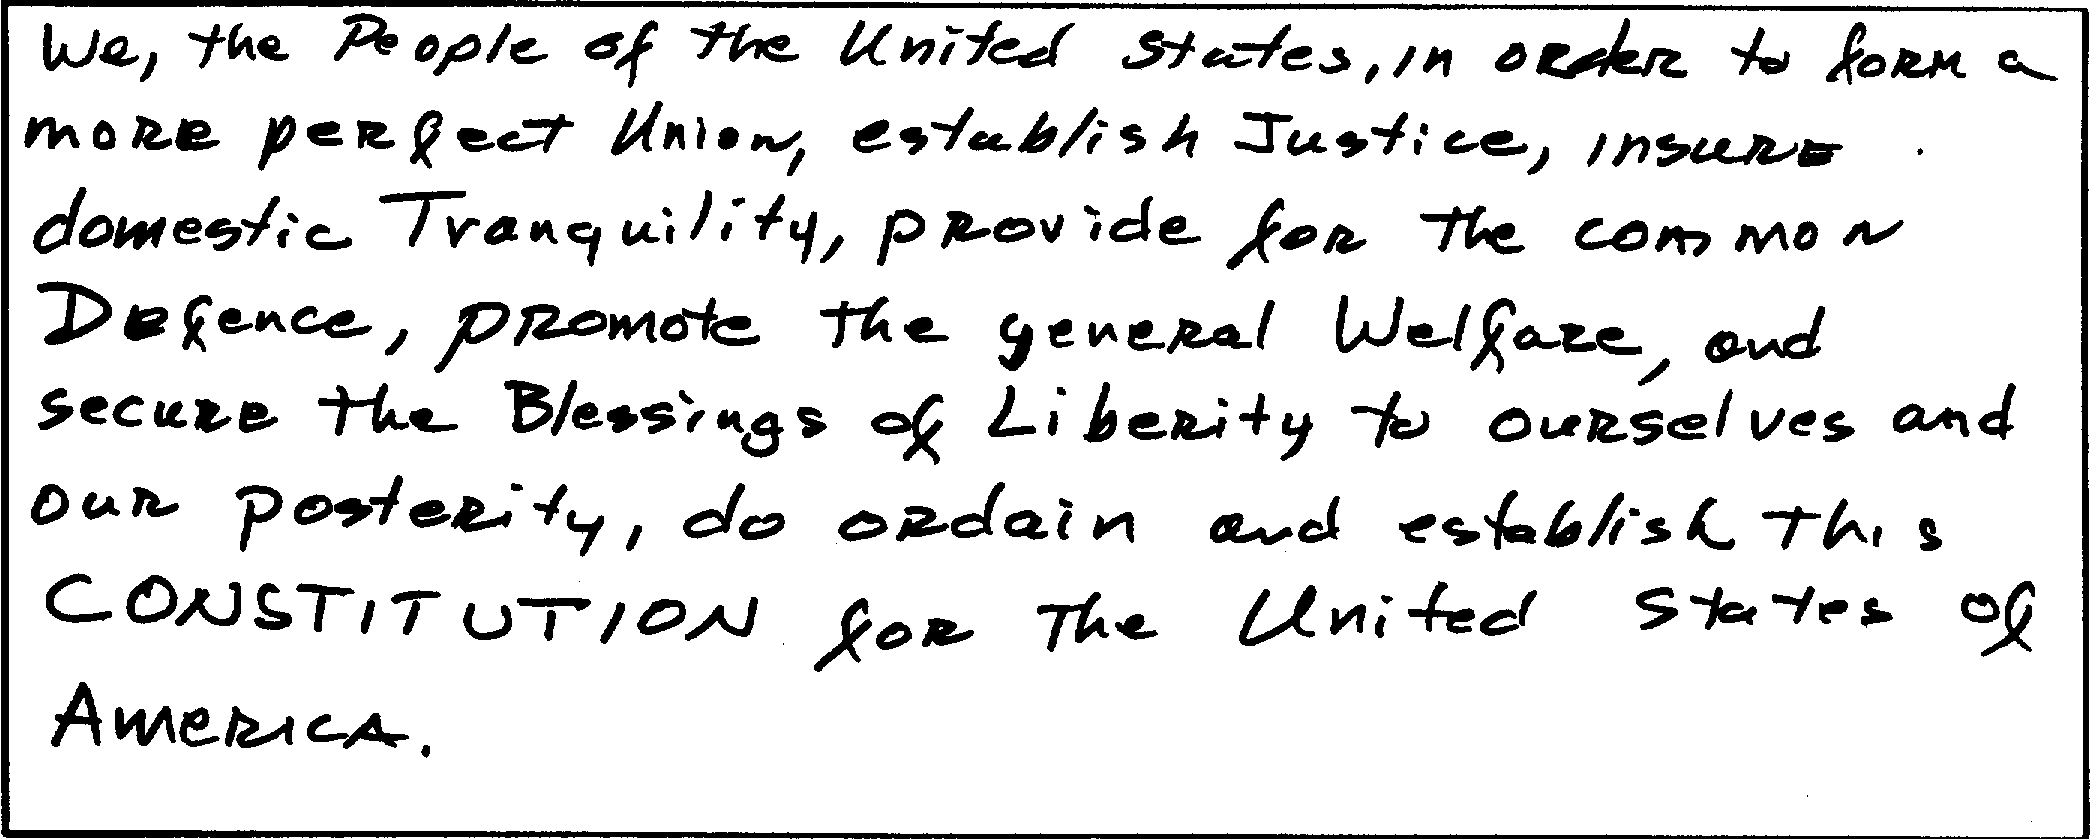 We, the People of the United States, in order to form a
more perfect Union, establish Justice, insure
domestic Tranquility, provide for the common
Defence, promote the general Welfare, and
secure the Blessings of Liberity to ourselves and
our posterity, do ordain and establish this
CONSTITUTION for the United States of
America.